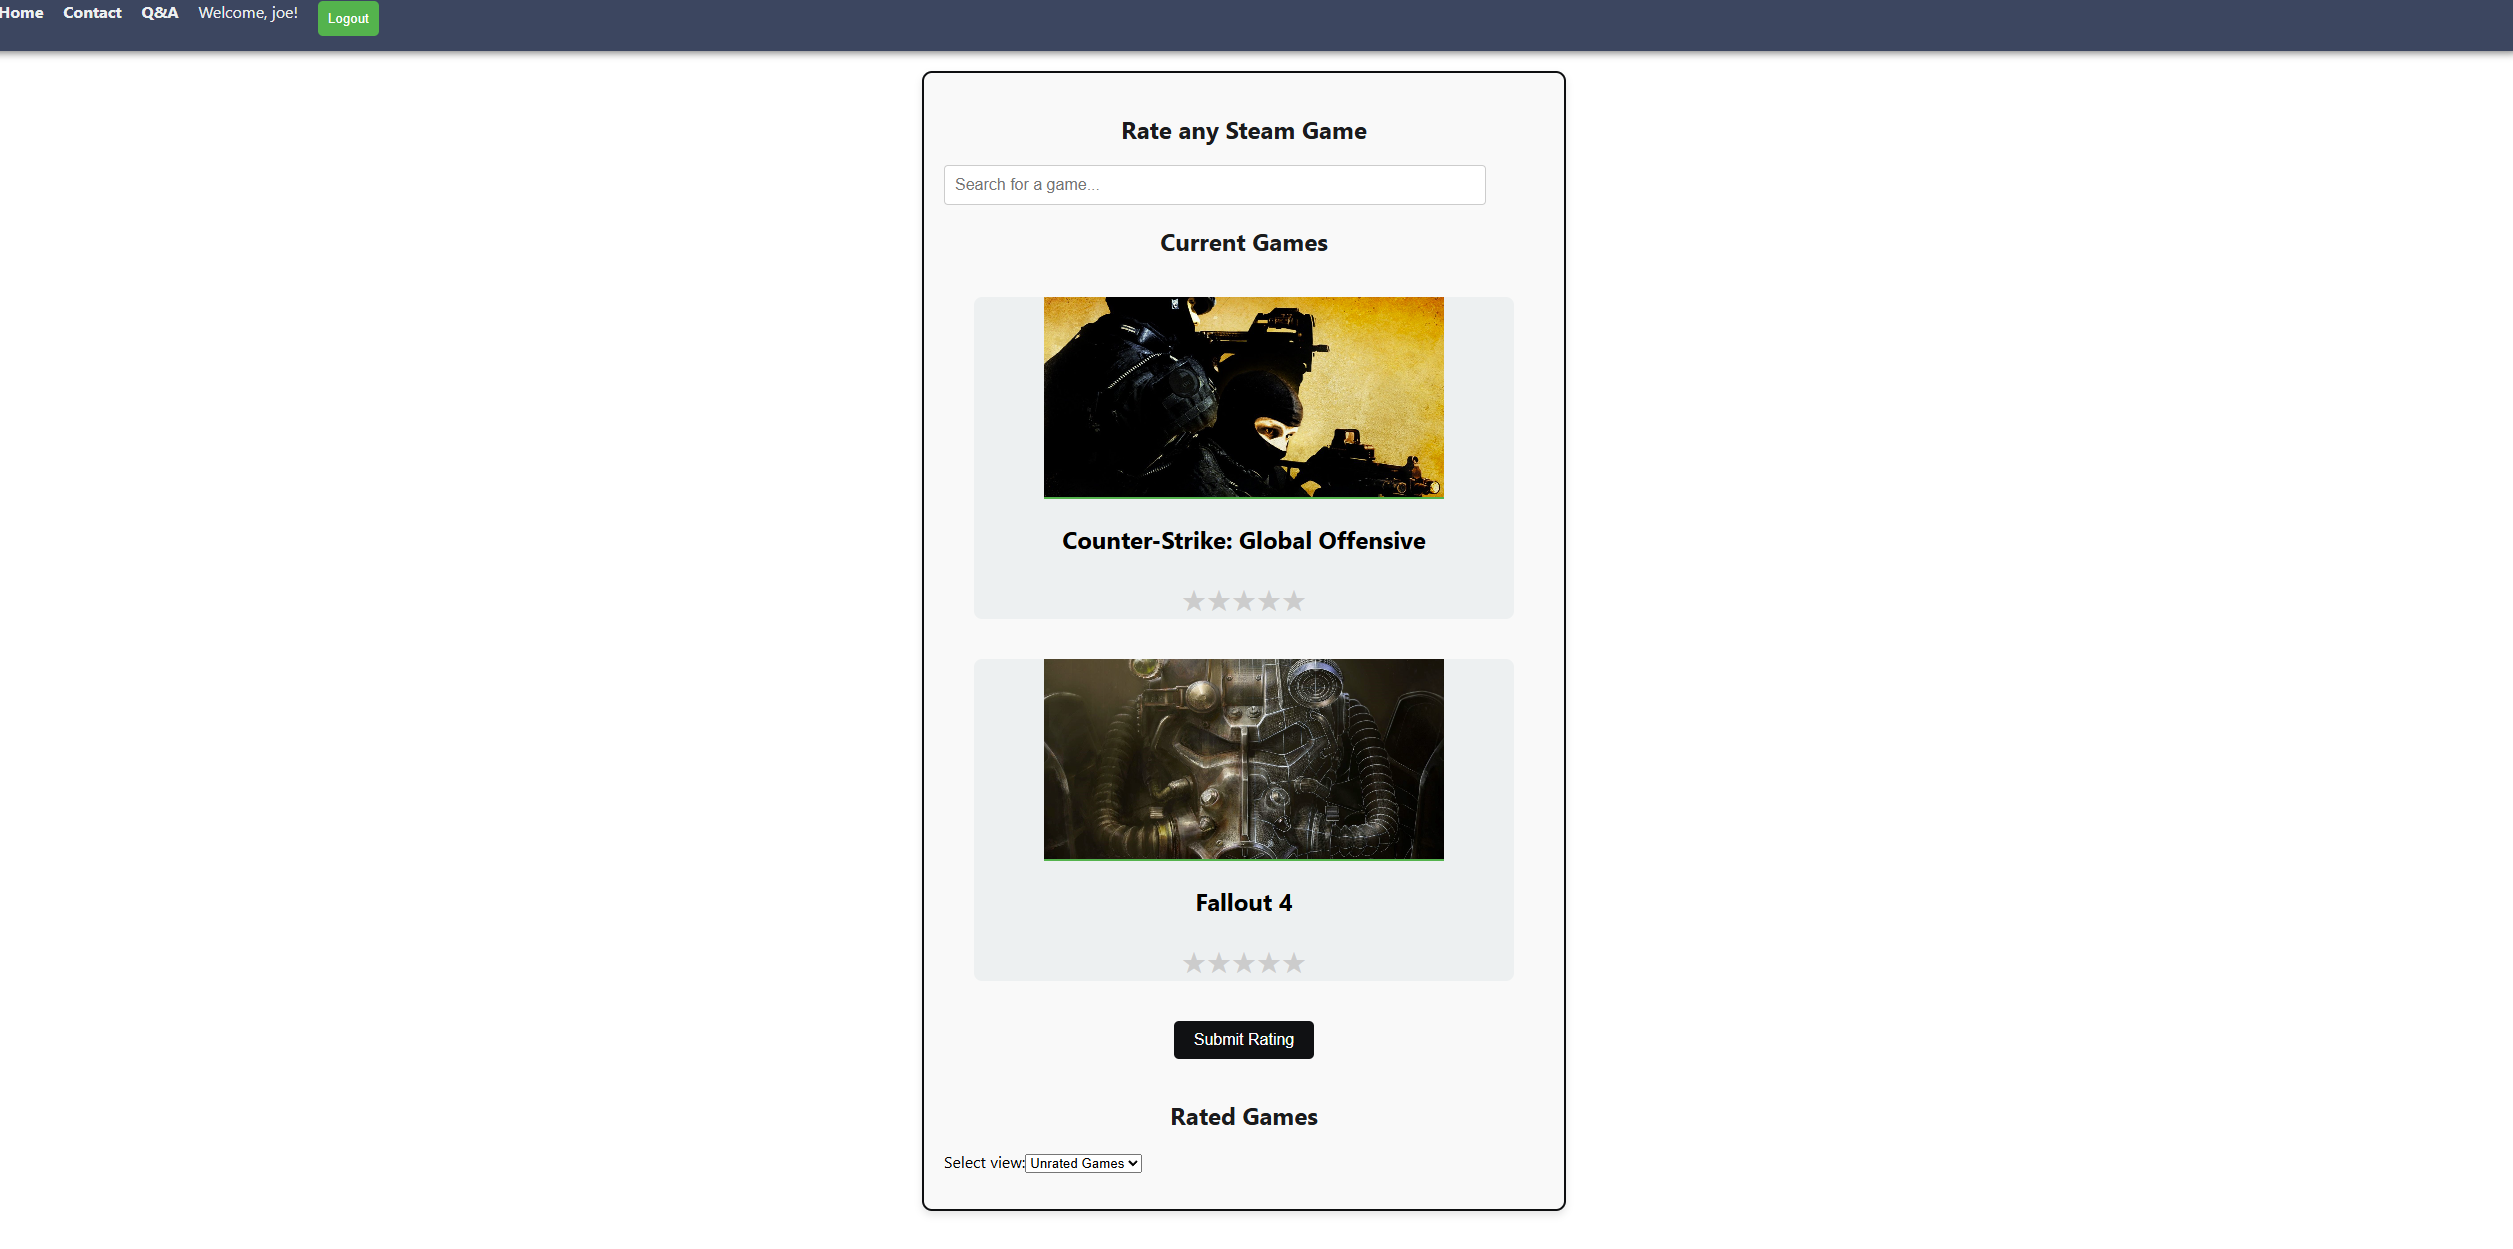 Home Contact Q&A Welcome, joe! Logout
Rate any Steam Game
Search for a game...
Current Games
Counter-Strike: Global Offensive
★★★★★
Fallout 4
★★★★★
Submit Rating
Rated Games
Select view: Unrated Games